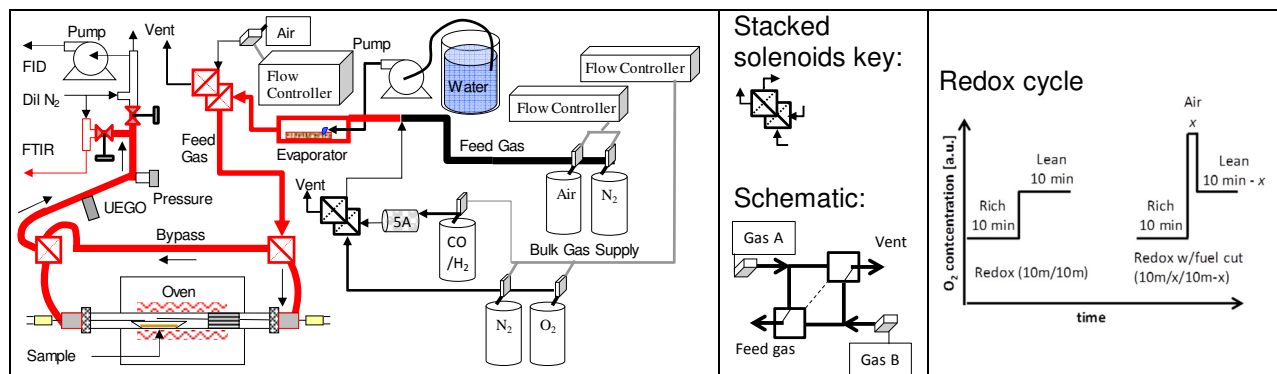 Pump
Vent
Air
FID
Flow
Controller
Pump
Water
Flow Controller
Flow Controller
Dil N2
FTIR
Feed
Gas
Evaporator
Feed Gas
Air
N2
Pressure
UEGO
Vent
5A
CO
/H2
Bulk Gas Supply
Bypass
Oven
Sample
N2
O2
Stacked
solenoids key:
Schematic:
Gas A
Vent
Feed gas
Gas B
Redox cycle
O2 contcentration [a.u.]
Rich
10 min
Lean
10 min
Redox (10m/10m)
Air
x
Lean
10 min - x
Rich
10 min
Redox w/fuel cut
(10m/x/10m-x)
time